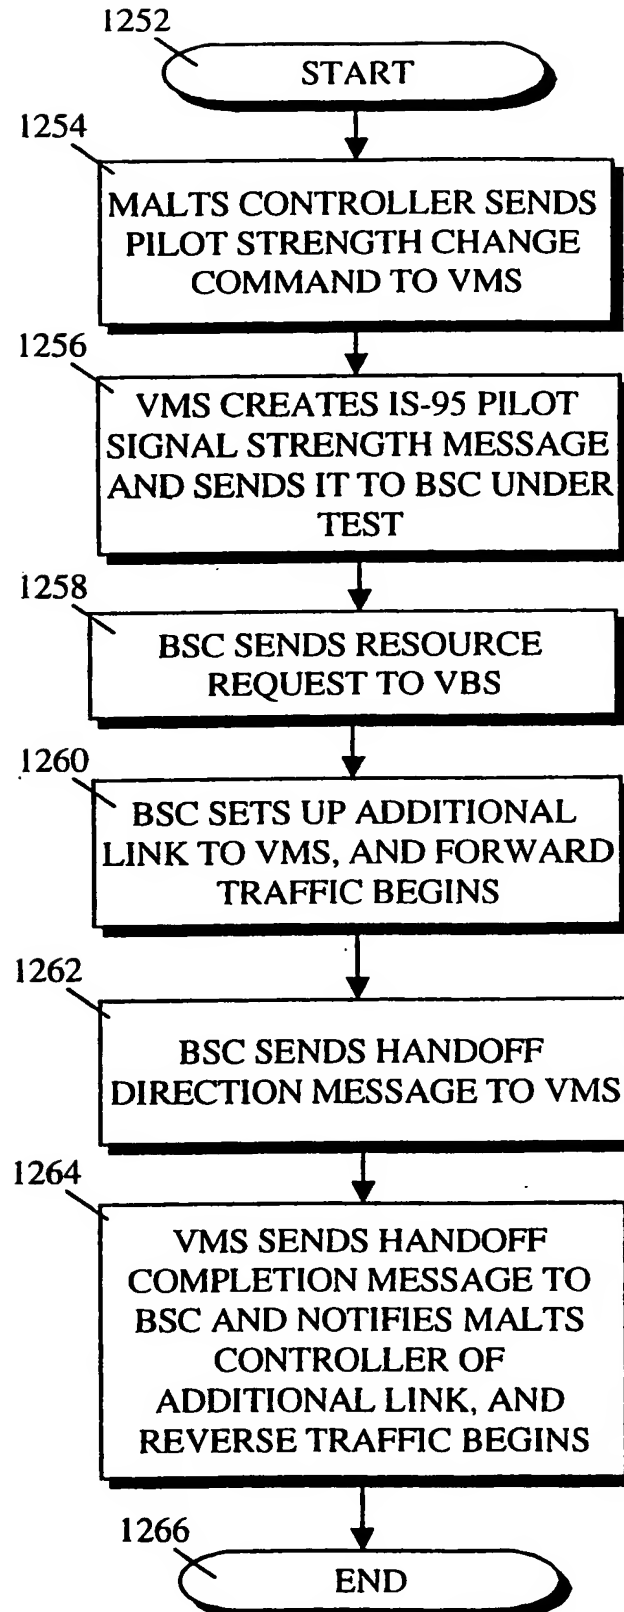 1252
START
1254
MALTS CONTROLLER SENDS
PILOT STRENGTH CHANGE
COMMAND TO VMS
1256
VMS CREATES IS-95 PILOT
SIGNAL STRENGTH MESSAGE
AND SENDS IT TO BSC UNDER
TEST
1258
BSC SENDS RESOURCE
REQUEST TO VBS
1260
BSC SETS UP ADDITIONAL
LINK TO VMS, AND FORWARD
TRAFFIC BEGINS
1262
BSC SENDS HANDOFF
DIRECTION MESSAGE TO VMS
1264
VMS SENDS HANDOFF
COMPLETION MESSAGE TO
BSC AND NOTIFIES MALTS
CONTROLLER OF
ADDITIONAL LINK, AND
REVERSE TRAFFIC BEGINS
1266
END